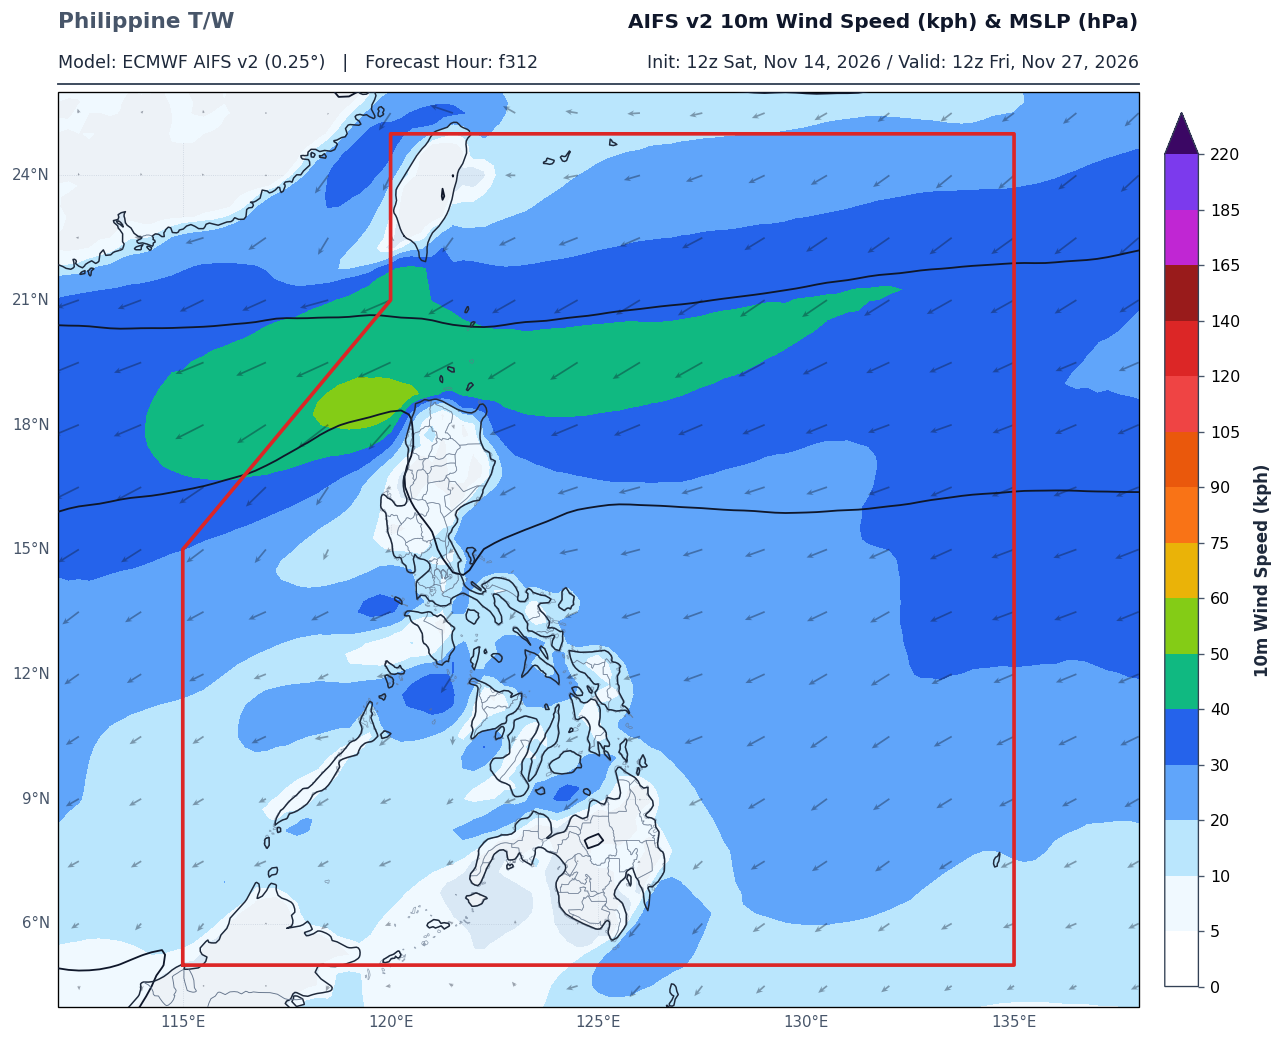 Philippine T/W
AIFS v2 10m Wind Speed (kph) & MSLP (hPa)
Model: ECMWF AIFS v2 (0.25°) | Forecast Hour: f312
Init: 12z Sat, Nov 14, 2026 / Valid: 12z Fri, Nov 27, 2026
24°N
21°N
18°N
15°N
12°N
9°N
6°N
115°E
120°E
125°E
130°E
135°E
220
185
165
140
120
105
90
75
60
50
40
30
20
10
5
0
10m Wind Speed (kph)